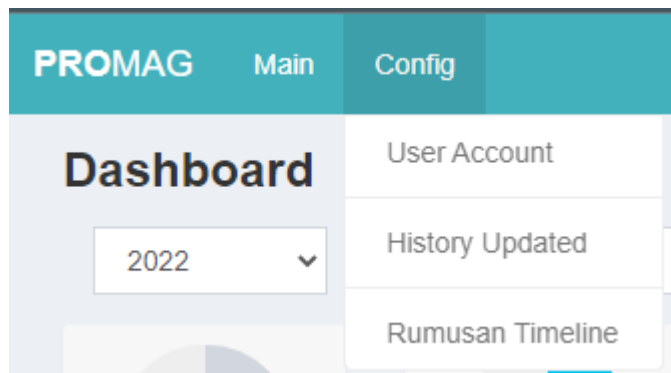 PROMAG Main Config
User Account
Dashboard
History Updated
2022
Rumusan Timeline